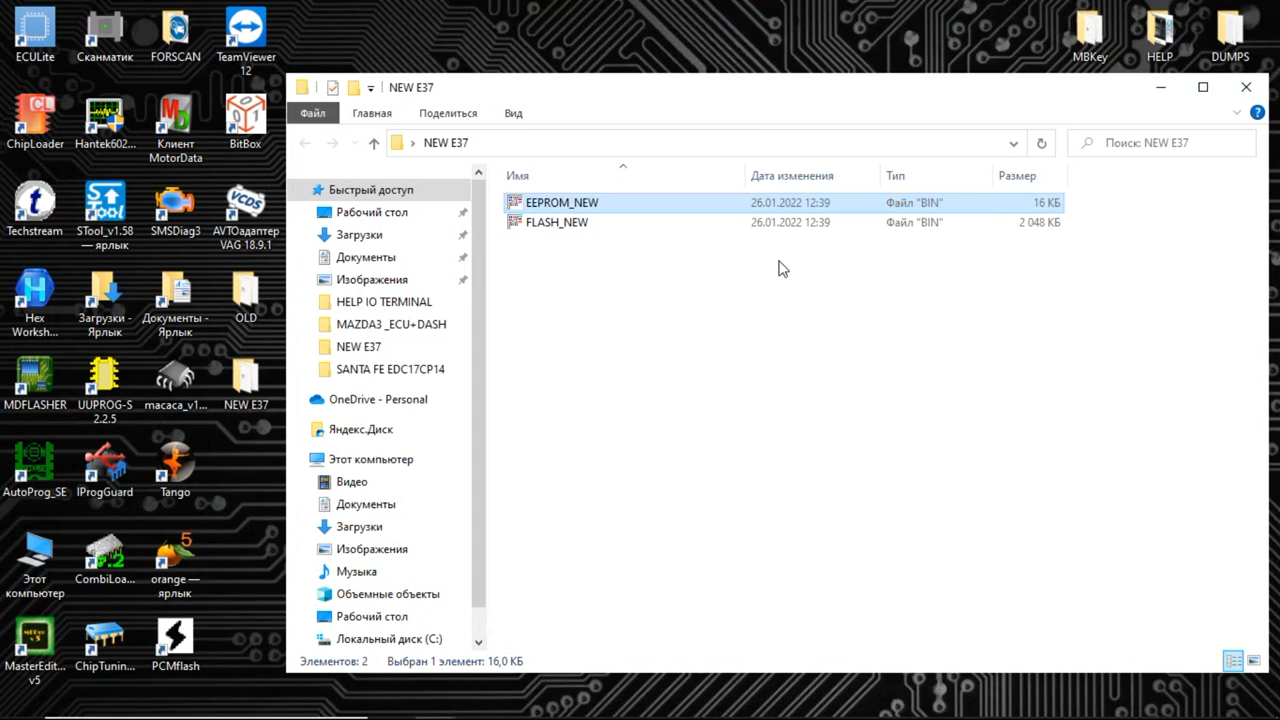 ECULite
Сканматик
FORSCAN
TeamViewer
12
ChipLoader
Hantek602...
Клиент
MotorData
BitBox
Techstream
STool_v1.58
— ярлык
SMSDiag3
AVTOадаптер
VAG 18.9.1
Hex
Worksh...
Загрузки -
Ярлык
Документы -
Ярлык
OLD
MDFLASHER
UUPROG-S
2.2.5
macaca_v1...
NEW E37
AutoProg_SE
IProgGuard
Tango
Этот
компьютер
CombiLoa...
orange —
ярлык
MasterEdit...
v5
ChipTunin...
PCMflash
MBKey
HELP
DUMPS
NEW E37
Файл
Главная
Поделиться
Вид
NEW E37
Поиск: NEW E37
Быстрый доступ
Рабочий стол
Загрузки
Документы
Изображения
HELP IO TERMINAL
MAZDA3 _ECU+DASH
NEW E37
SANTA FE EDC17CP14
OneDrive - Personal
Яндекс.Диск
Этот компьютер
Видео
Документы
Загрузки
Изображения
Музыка
Объемные объекты
Рабочий стол
Локальный диск (C:)
Имя Дата изменения Тип Размер
EEPROM_NEW 26.01.2022 12:39 Файл "BIN" 16 КБ
FLASH_NEW 26.01.2022 12:39 Файл "BIN" 2 048 КБ
Элементов: 2 Выбран 1 элемент: 16,0 КБ